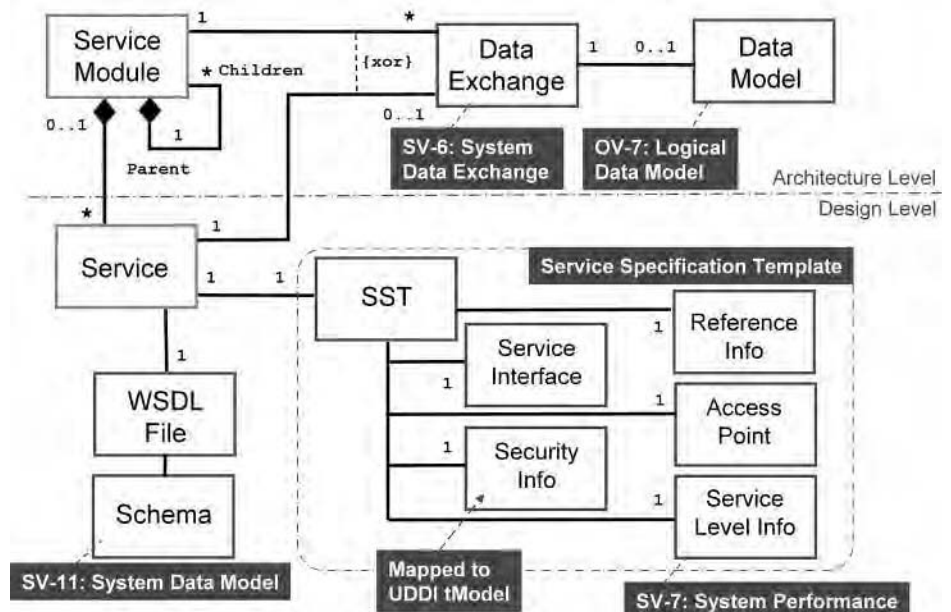 Service
Module
1
*
* Children
{xor}
Data
Exchange
1
0..1
Data
Model
0..1
1
Parent
0..1
SV-6: System
Data Exchange
OV-7: Logical
Data Model
Architecture Level
Design Level
*
1
Service
1
1
Service Specification Template
SST
1
Reference
Info
Service
Interface
1
1
WSDL
File
1
Access
Point
1
Security
Info
Schema
1
Service
Level Info
SV-11: System Data Model
Mapped to
UDDI tModel
SV-7: System Performance